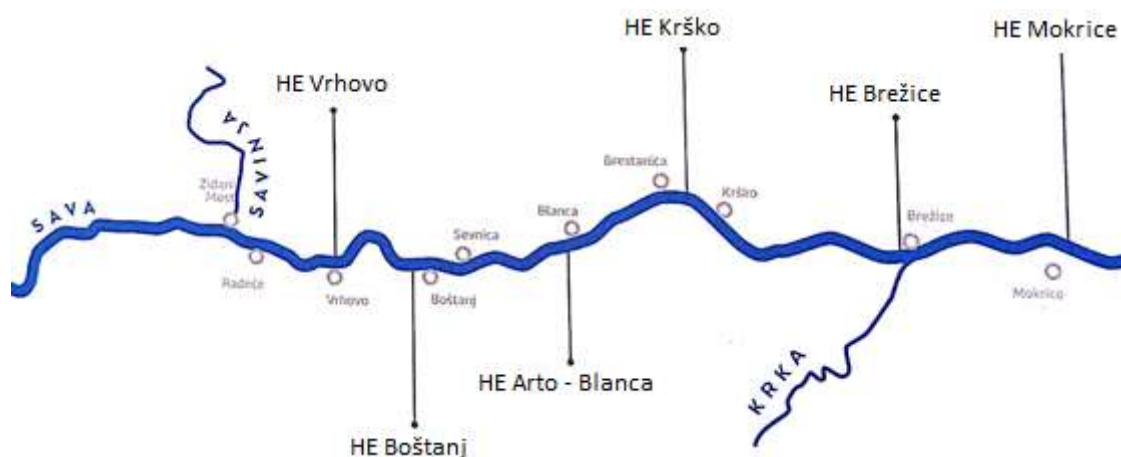 HE Krško
HE Mokrice
HE Vrhovo
HE Brežice
SAVINJA
Zidani
Most
Brestanica
SAVA
Krško
Blanca
Brežice
Sevnica
Radeče
Vrhovo
Boštanj
Mokrice
HE Arto - Blanca
KRKA
HE Boštanj